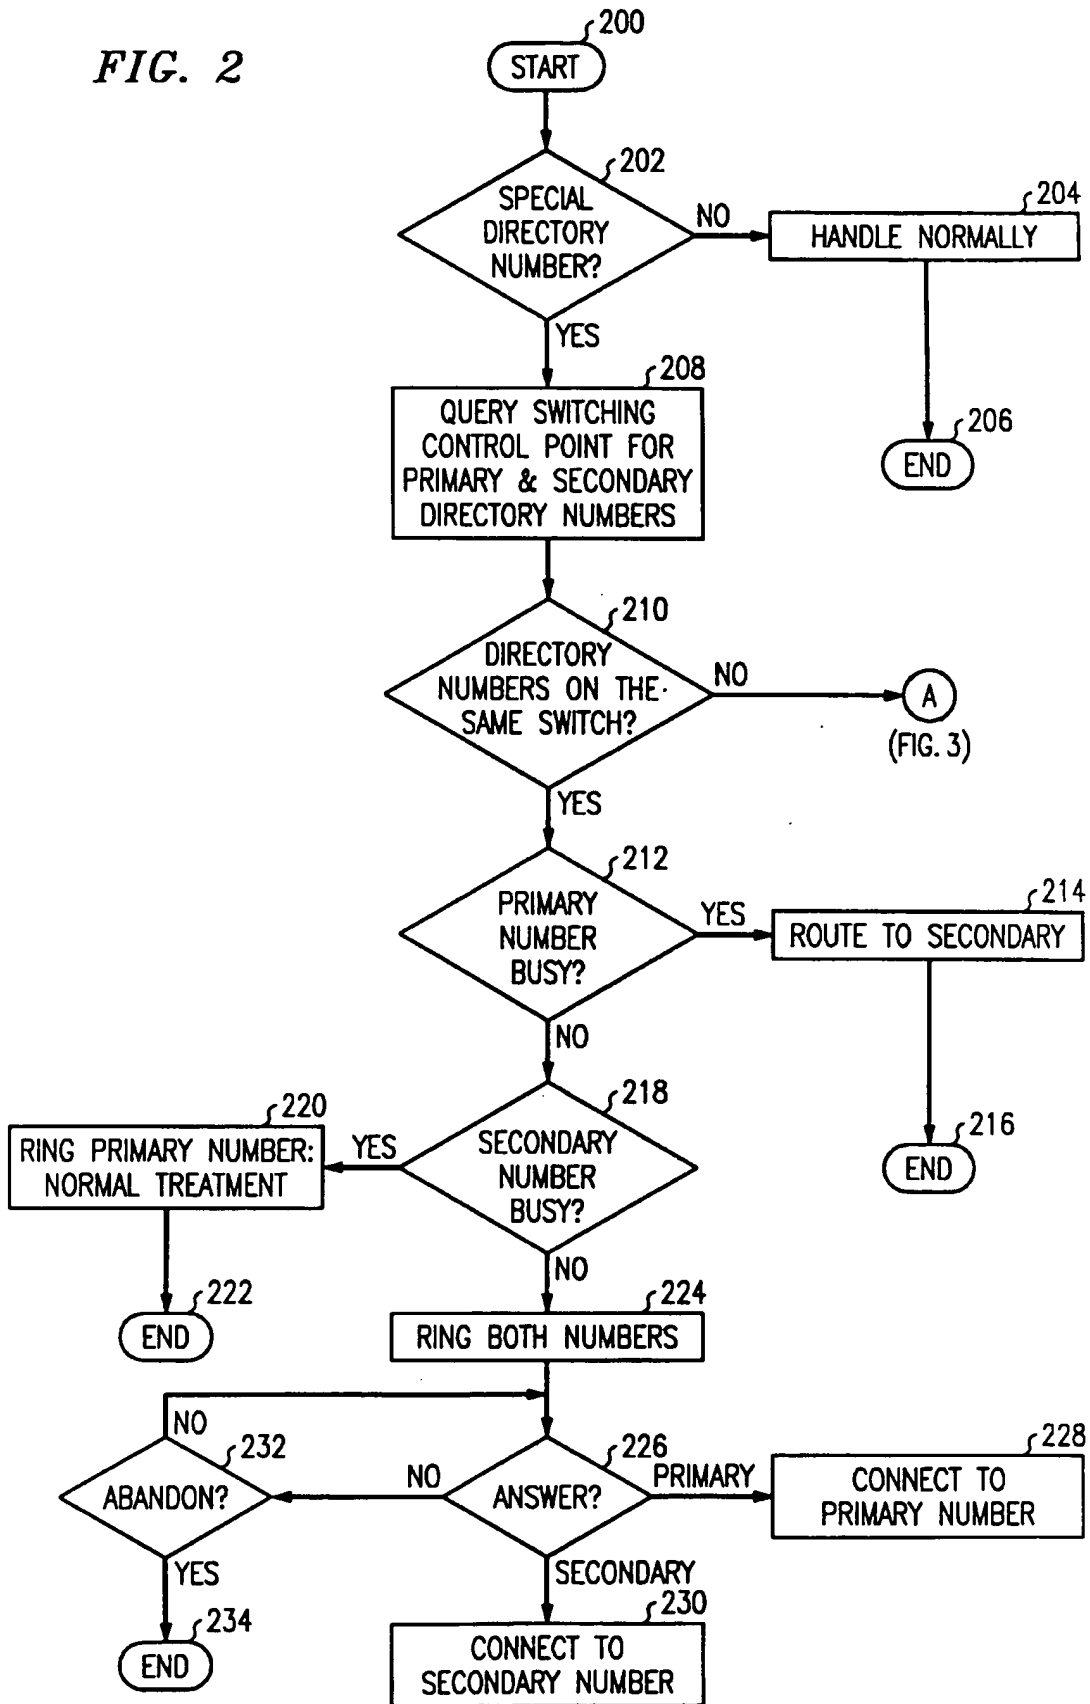 FIG. 2
200
START
202
SPECIAL
DIRECTORY
NUMBER?
NO
204
HANDLE NORMALLY
YES
206
END
208
QUERY SWITCHING
CONTROL POINT FOR
PRIMARY & SECONDARY
DIRECTORY NUMBERS
210
DIRECTORY
NUMBERS ON THE
SAME SWITCH?
NO
A
(FIG. 3)
YES
212
PRIMARY
NUMBER
BUSY?
YES
214
ROUTE TO SECONDARY
NO
216
END
218
SECONDARY
NUMBER
BUSY?
YES
220
RING PRIMARY NUMBER:
NORMAL TREATMENT
222
END
NO
224
RING BOTH NUMBERS
226
ANSWER?
NO
232
ABANDON?
NO
YES
234
END
PRIMARY
228
CONNECT TO
PRIMARY NUMBER
SECONDARY
230
CONNECT TO
SECONDARY NUMBER